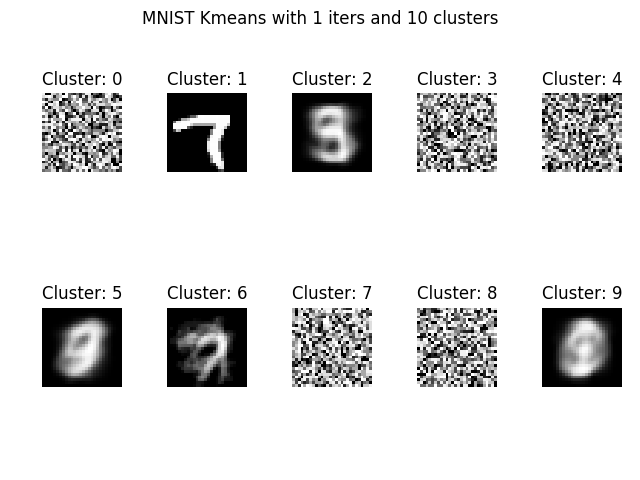 MNIST Kmeans with 1 iters and 10 clusters
Cluster: 0 Cluster: 1 Cluster: 2 Cluster: 3 Cluster: 4
7
Cluster: 5 Cluster: 6 Cluster: 7 Cluster: 8 Cluster: 9